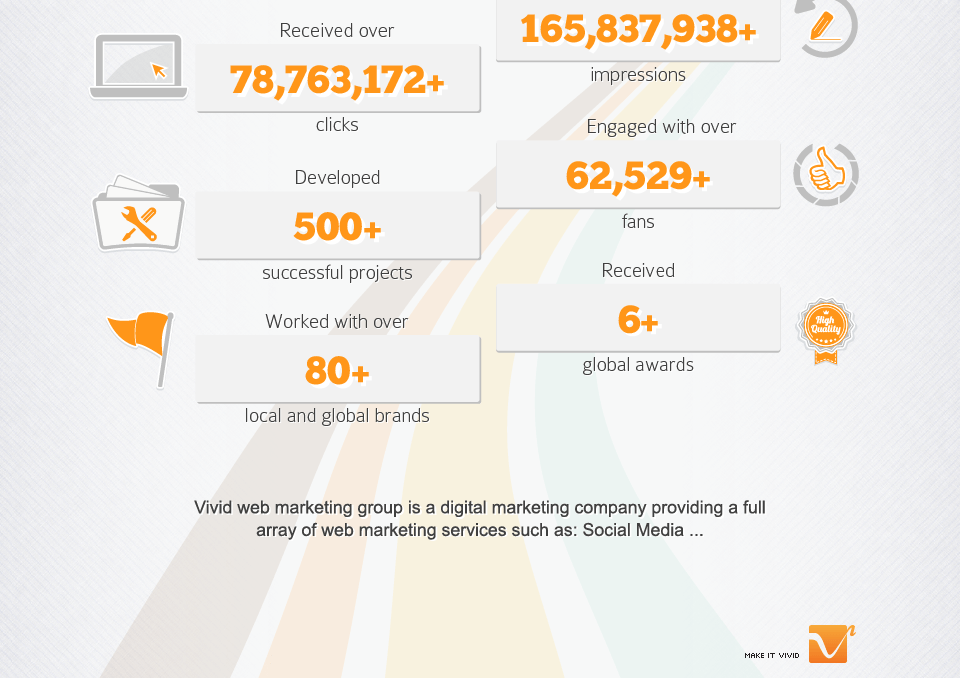 Received over
78,763,172+
clicks
165,837,938+
impressions
Developed
500+
successful projects
Engaged with over
62,529+
fans
Worked with over
80+
local and global brands
Received
6+
global awards
High
Quality
Vivid web marketing group is a digital marketing company providing a full
array of web marketing services such as: Social Media ...
MAKE IT VIVID